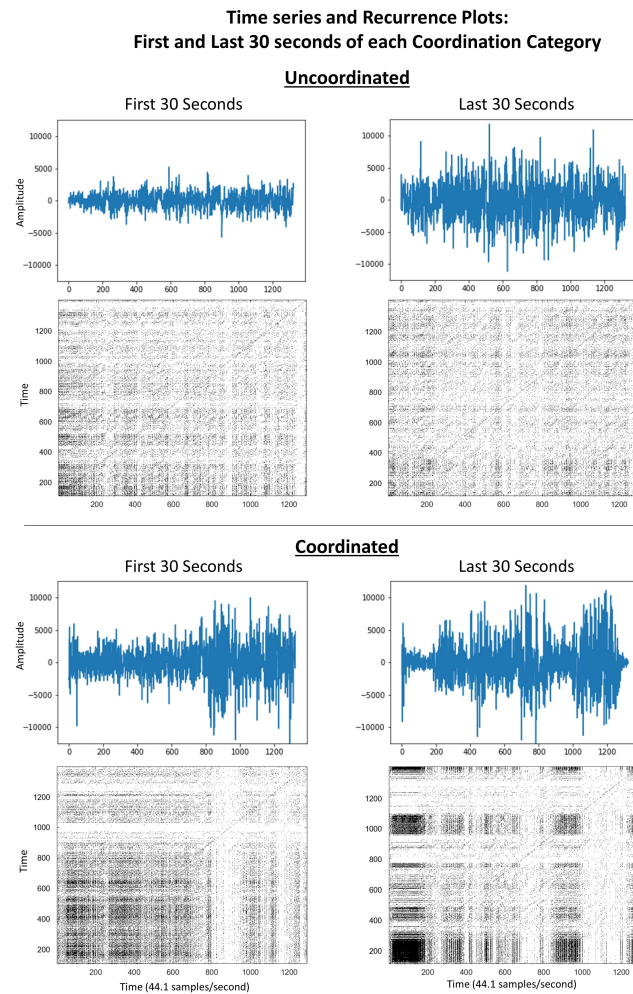 Time series and Recurrence Plots:
First and Last 30 seconds of each Coordination Category
Uncoordinated
First 30 Seconds
Last 30 Seconds
Amplitude
10000
5000
0
−5000
−10000
0 200 400 600 800 1000 1200
10000
5000
0
−5000
−10000
0 200 400 600 800 1000 1200
Time
1400
1200
1000
800
600
400
200
200 400 600 800 1000 1200
1400
1200
1000
800
600
400
200
200 400 600 800 1000 1200
Coordinated
First 30 Seconds
Last 30 Seconds
Amplitude
10000
5000
0
−5000
−10000
0 200 400 600 800 1000 1200
10000
5000
0
−5000
−10000
0 200 400 600 800 1000 1200
Time
1200
1000
800
600
400
200
200 400 600 800 1000 1200
Time (44.1 samples/second)
1200
1000
800
600
400
200
200 400 600 800 1000 1200
Time (44.1 samples/second)